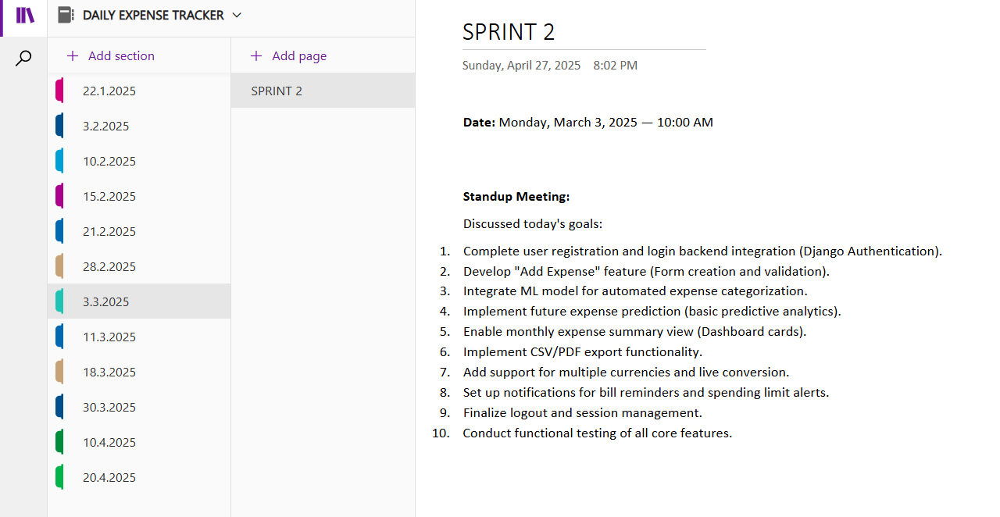 DAILY EXPENSE TRACKER
Add section
Add page
22.1.2025
3.2.2025
10.2.2025
15.2.2025
21.2.2025
28.2.2025
3.3.2025
11.3.2025
18.3.2025
30.3.2025
10.4.2025
20.4.2025
SPRINT 2
SPRINT 2
Sunday, April 27, 2025 8:02 PM
Date: Monday, March 3, 2025 — 10:00 AM
Standup Meeting:
Discussed today's goals:
1. Complete user registration and login backend integration (Django Authentication).
2. Develop "Add Expense" feature (Form creation and validation).
3. Integrate ML model for automated expense categorization.
4. Implement future expense prediction (basic predictive analytics).
5. Enable monthly expense summary view (Dashboard cards).
6. Implement CSV/PDF export functionality.
7. Add support for multiple currencies and live conversion.
8. Set up notifications for bill reminders and spending limit alerts.
9. Finalize logout and session management.
10. Conduct functional testing of all core features.